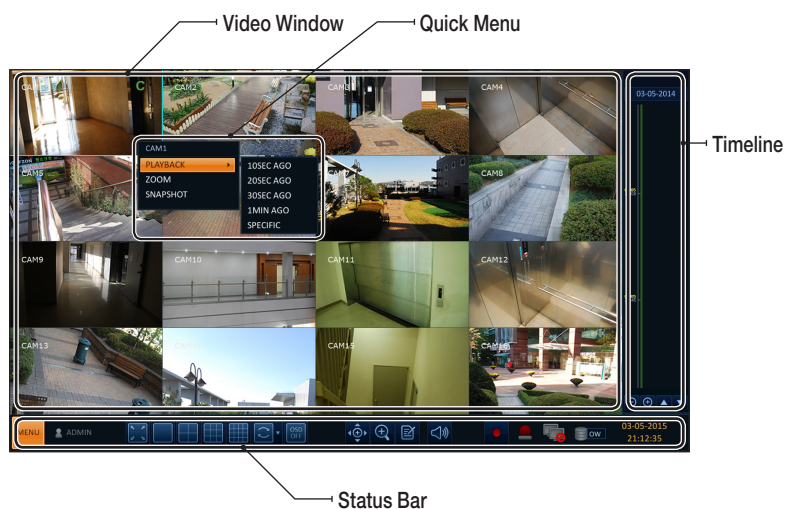 Video Window
Quick Menu
CAM2
CAM4
03-05-2014
Timeline
CAM1
PLAYBACK
ZOOM
SNAPSHOT
10SEC AGO
20SEC AGO
30SEC AGO
1MIN AGO
SPECIFIC
CAM5
CAM8
CAM9
CAM10
CAM11
CAM12
CAM13
CAM15
MENU
ADMIN
OSD
OFF
OW
03-05-2015
21:12:35
Status Bar